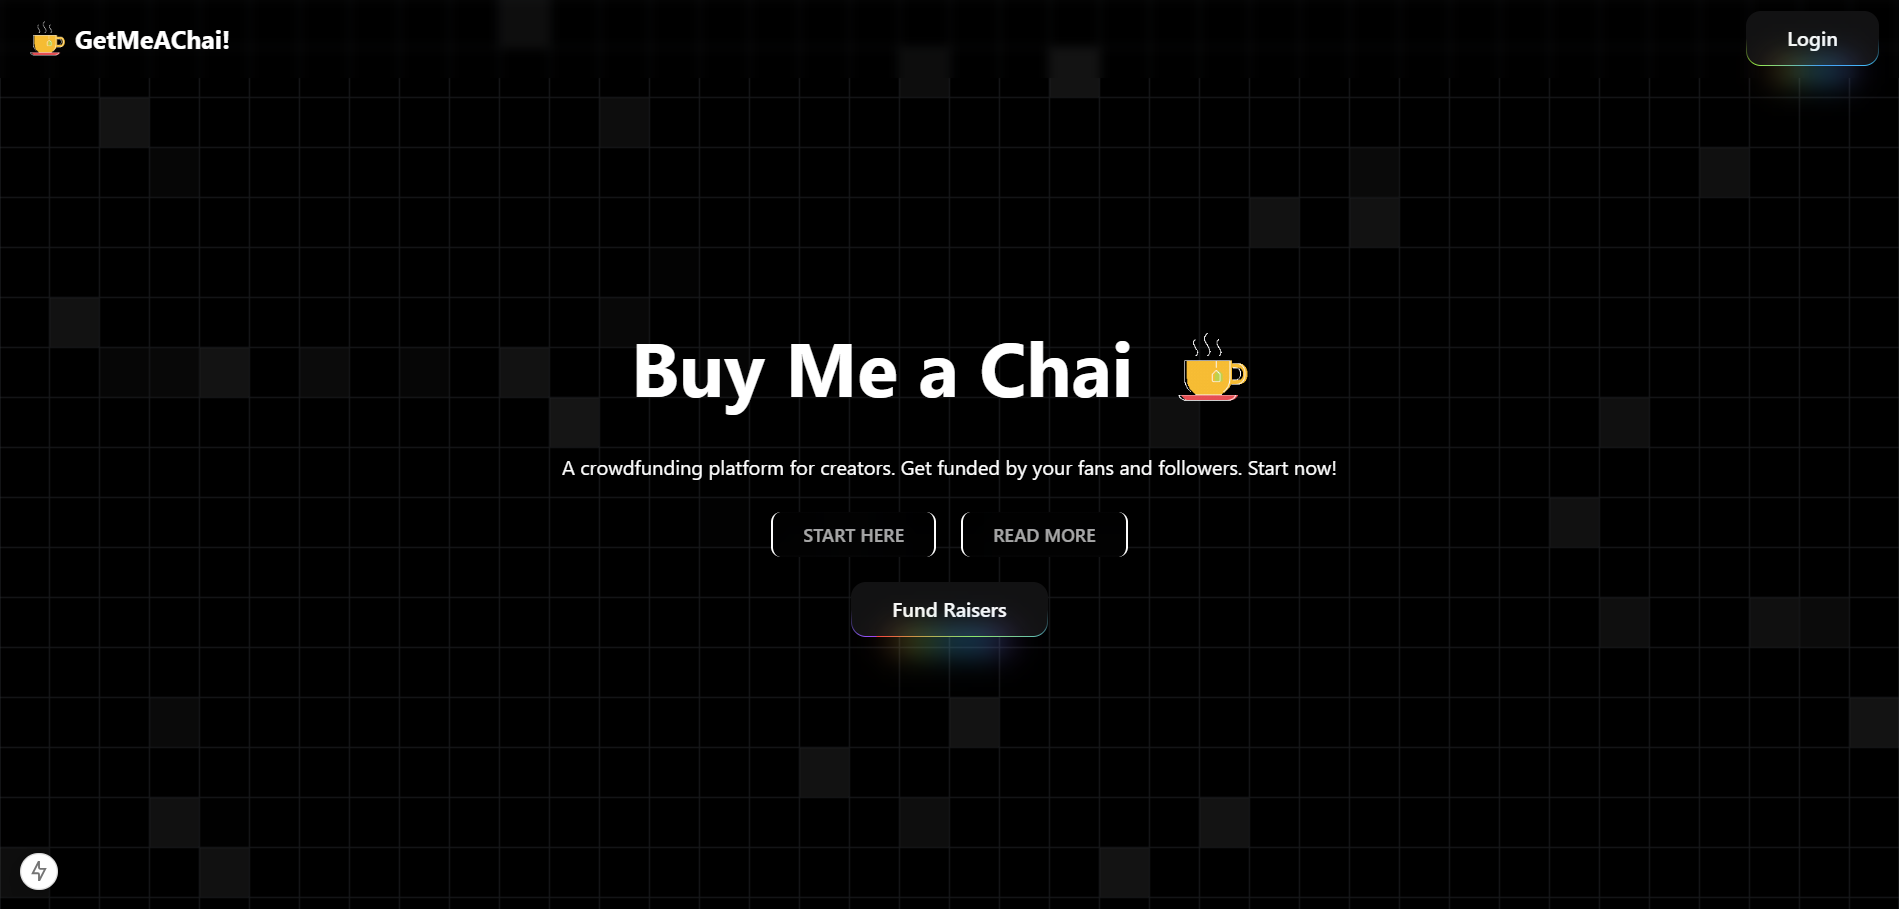 GetMeAChai!
Login
Buy Me a Chai
A crowdfunding platform for creators. Get funded by your fans and followers. Start now!
START HERE
READ MORE
Fund Raisers